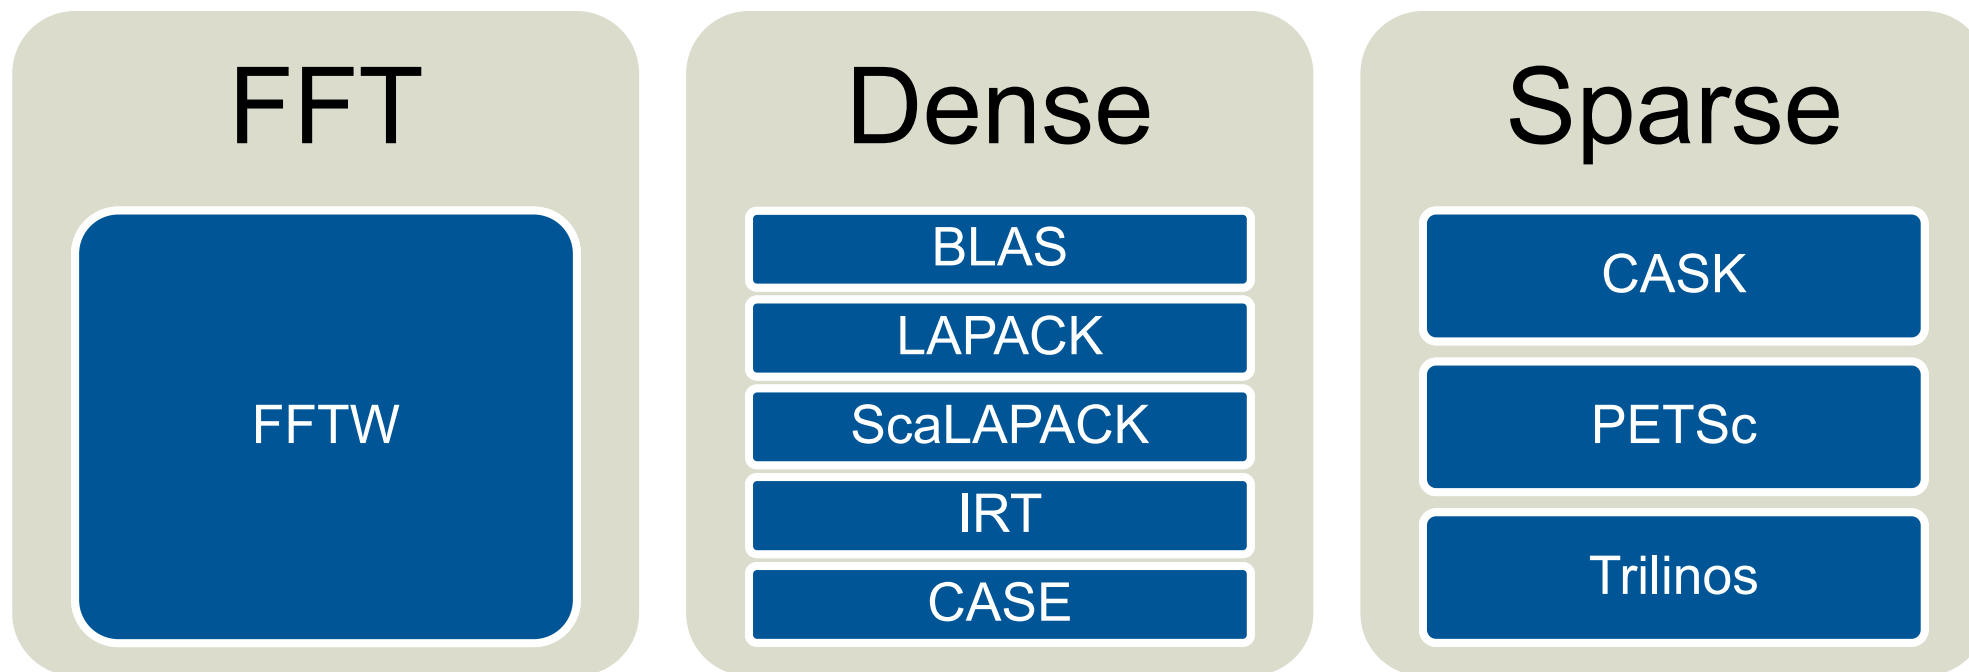 FFT
FFTW
Dense
BLAS
LAPACK
ScaLAPACK
IRT
CASE
Sparse
CASK
PETSc
Trilinos